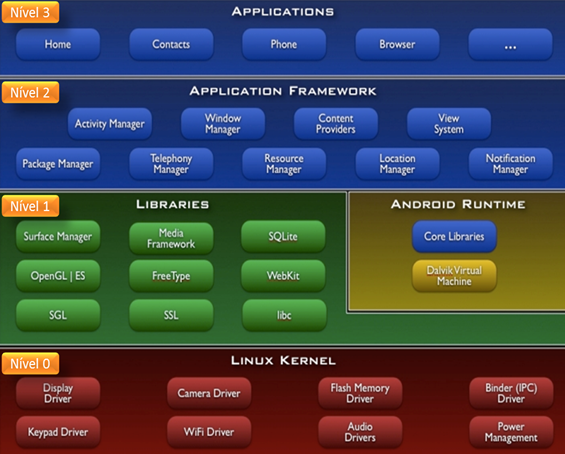 Nível 3
APPLICATIONS
Home
Contacts
Phone
Browser
...
Nível 2
APPLICATION FRAMEWORK
Activity Manager
Window
Manager
Content
Providers
View
System
Package Manager
Telephony
Manager
Resource
Manager
Location
Manager
Notification
Manager
Nível 1
LIBRARIES
Surface Manager
Media
Framework
SQLite
OpenGL | ES
FreeType
WebKit
SGL
SSL
libc
ANDROID RUNTIME
Core Libraries
Dalvik Virtual
Machine
Nível 0
LINUX KERNEL
Display
Driver
Camera Driver
Flash Memory
Driver
Binder (IPC)
Driver
Keypad Driver
WiFi Driver
Audio
Drivers
Power
Management